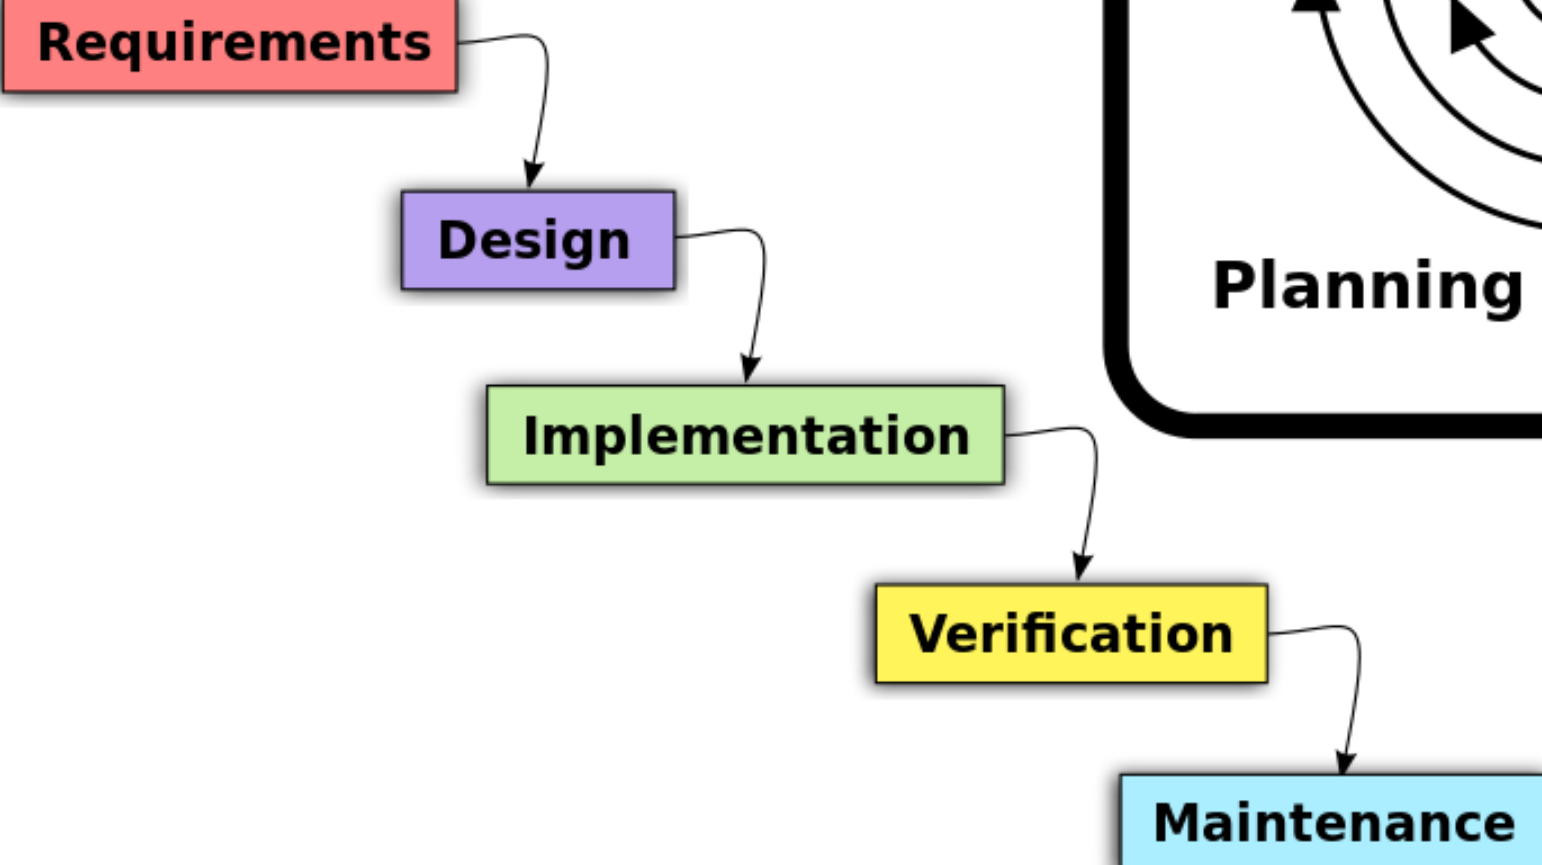 Requirements
Design
Planning
Implementation
Verification
Maintenance